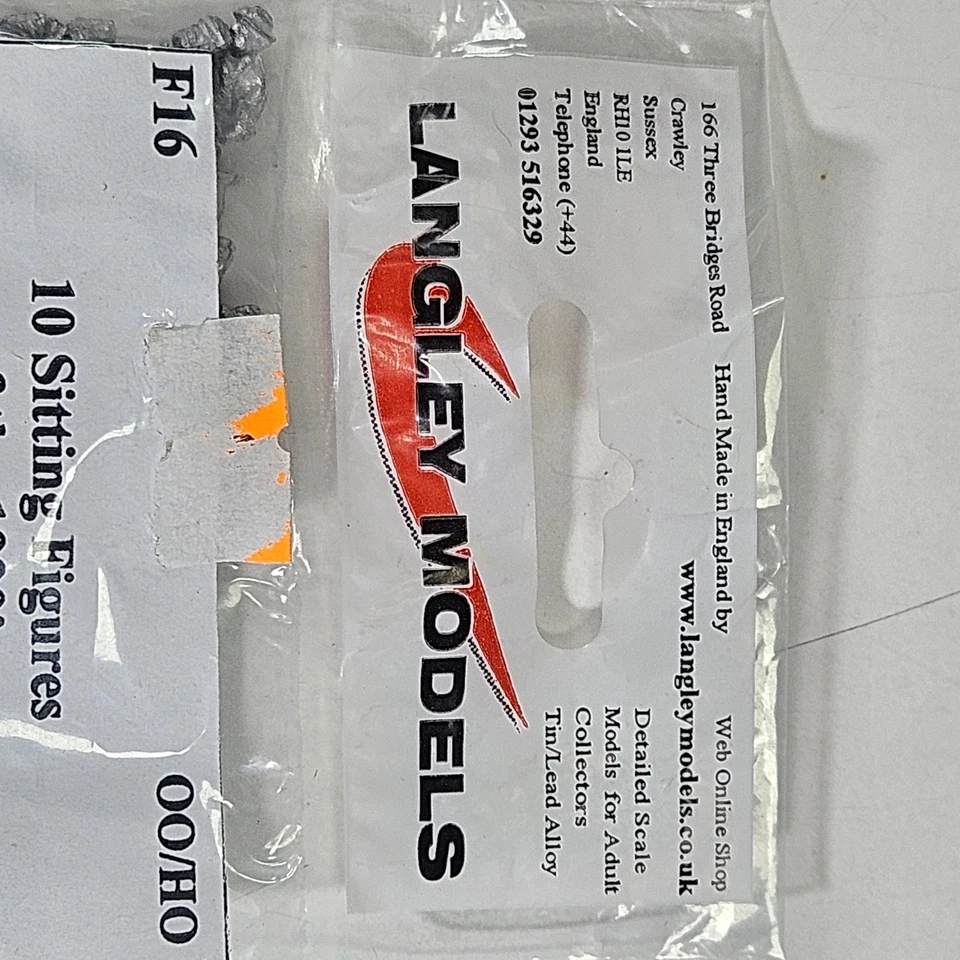 166 Three Bridges Road
Crawley
Sussex
RH10 1LE
England
Telephone (+44)
01293 516329
Hand Made in England by
Web Online Shop
www.langleymodels.co.uk
Detailed Scale
Models for Adult
Collectors
Tin/Lead Alloy
LANGLEY MODELS
F16
OO/HO
10 Sitting Figures